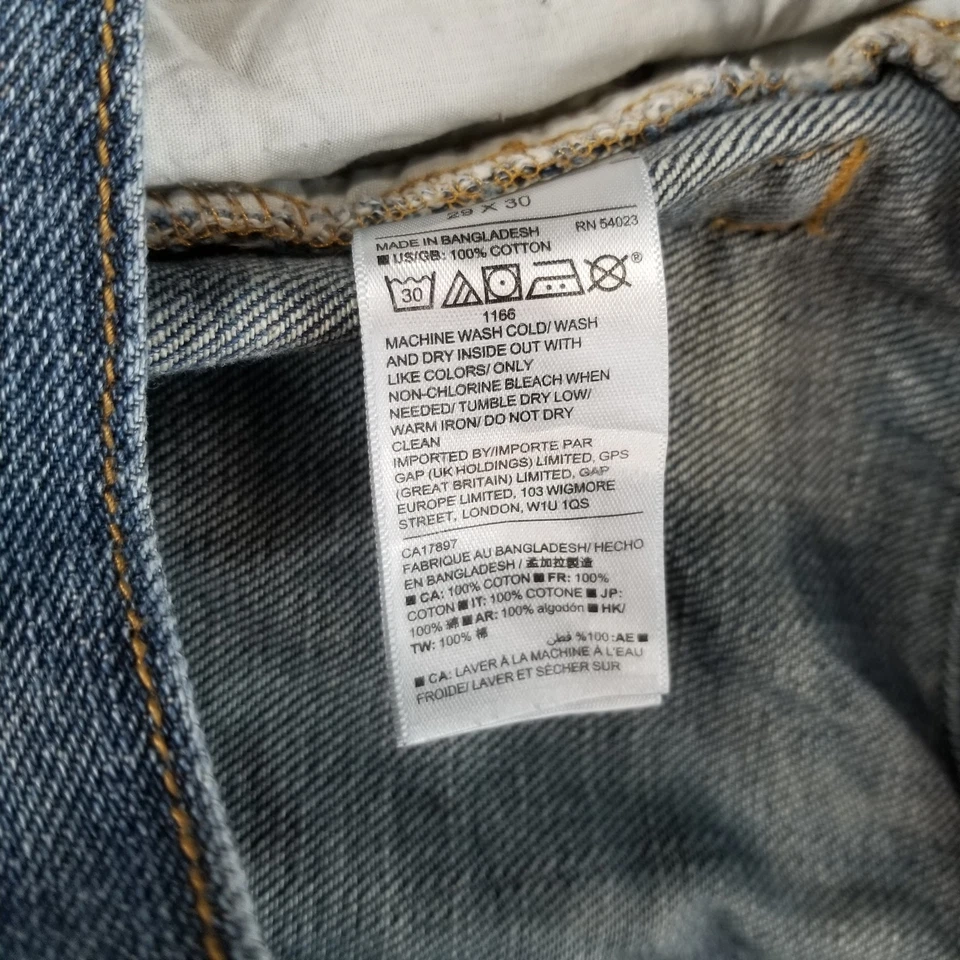 29 X 30
MADE IN BANGLADESH RN 54023
■ US/GB: 100% COTTON
30 ®
1166
MACHINE WASH COLD/ WASH
AND DRY INSIDE OUT WITH
LIKE COLORS/ ONLY
NON-CHLORINE BLEACH WHEN
NEEDED/ TUMBLE DRY LOW/
WARM IRON/ DO NOT DRY
CLEAN
IMPORTED BY/IMPORTE PAR
GAP (UK HOLDINGS) LIMITED, GPS
(GREAT BRITAIN) LIMITED, GAP
EUROPE LIMITED, 103 WIGMORE
STREET, LONDON, W1U 1QS
CA17897
FABRIQUE AU BANGLADESH/ HECHO
EN BANGLADESH / 孟加拉製造
■ CA: 100% COTON ■ FR: 100%
COTON ■ IT: 100% COTONE ■ JP:
100% 綿 ■ AR: 100% algodón ■ HK/
TW: 100% 棉
■ AE: 100% قطن
■ CA: LAVER À LA MACHINE À L'EAU
FROIDE/ LAVER ET SÉCHER SUR